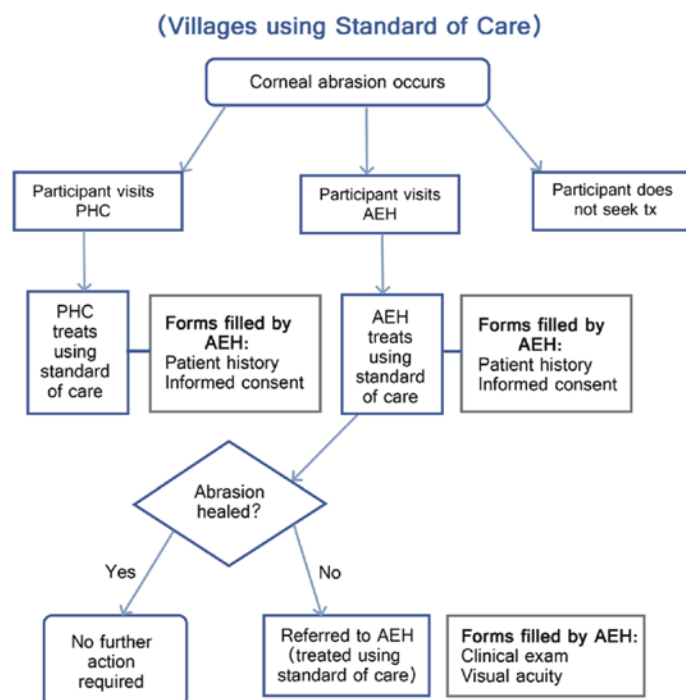 (Villages using Standard of Care)
Corneal abrasion occurs
Participant visits
PHC
Participant visits
AEH
Participant does
not seek tx
PHC
treats
using
standard
of care
Forms filled by
AEH:
Patient history
Informed consent
AEH
treats
using
standard
of care
Forms filled by
AEH:
Patient history
Informed consent
Abrasion
healed?
Yes
No
No further
action
required
Referred to AEH
(treated using
standard of care)
Forms filled by AEH:
Clinical exam
Visual acuity